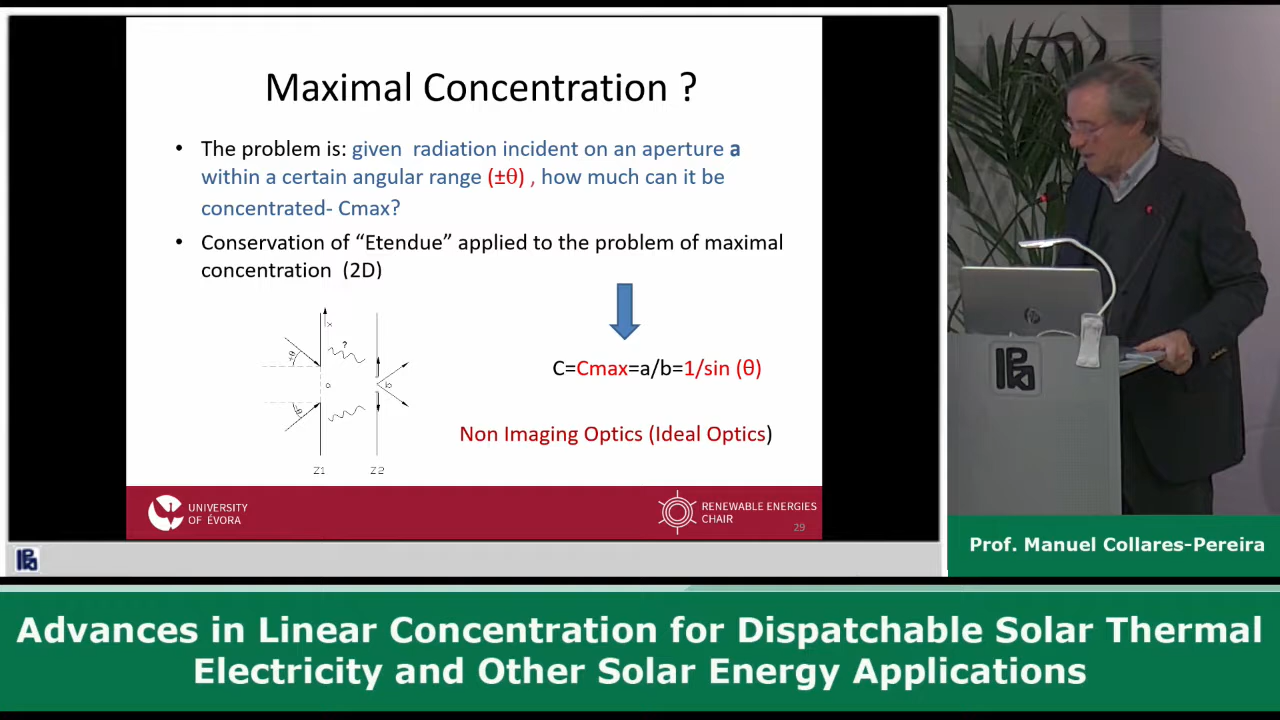 Maximal Concentration ?
• The problem is: given radiation incident on an aperture a
within a certain angular range (±θ) , how much can it be
concentrated- Cmax?
• Conservation of “Etendue” applied to the problem of maximal
concentration (2D)
x
?
±θ
a
b
±θ
Z1
Z2
C=Cmax=a/b=1/sin (θ)
Non Imaging Optics (Ideal Optics)
UNIVERSITY
OF ÉVORA
RENEWABLE ENERGIES
CHAIR
29
hp
Prof. Manuel Collares-Pereira
Advances in Linear Concentration for Dispatchable Solar Thermal
Electricity and Other Solar Energy Applications